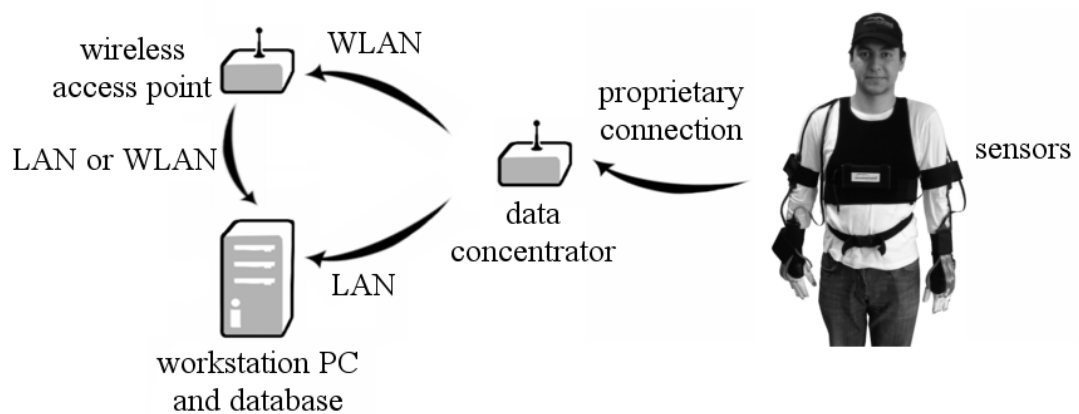 wireless
access point
WLAN
LAN or WLAN
proprietary
connection
sensors
data
concentrator
LAN
workstation PC
and database